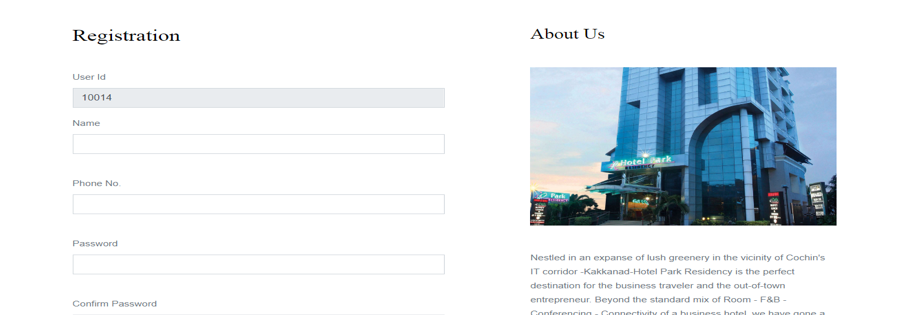 Registration
User Id
10014
Name
Phone No.
Password
Confirm Password
About Us
Hotel Park
Park
Nestled in an expanse of lush greenery in the vicinity of Cochin's
IT corridor -Kakkanad-Hotel Park Residency is the perfect
destination for the business traveler and the out-of-town
entrepreneur. Beyond the standard mix of Room - F&B -
Conferencing - Connectivity of a business hotel, we have gone a